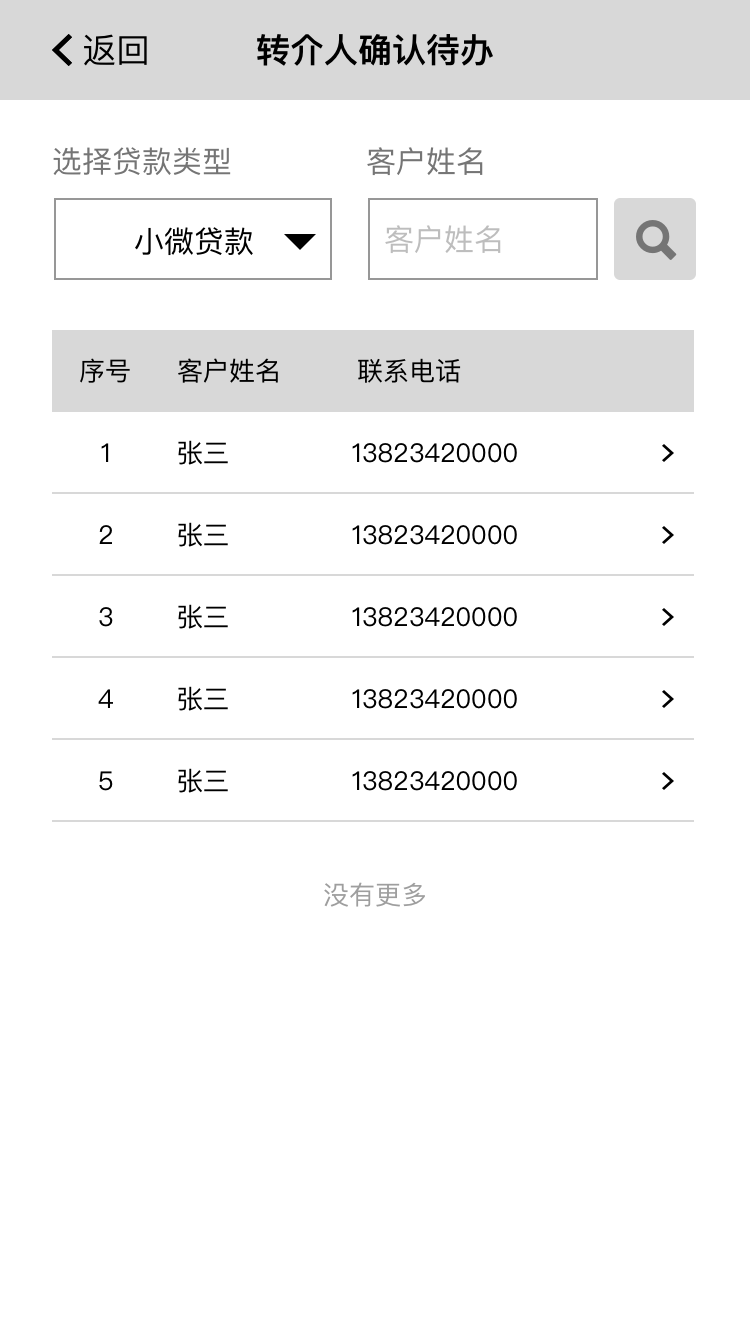 返回 转介人确认待办
选择贷款类型 客户姓名
小微贷款 客户姓名
序号 客户姓名 联系电话
1 张三 13823420000
2 张三 13823420000
3 张三 13823420000
4 张三 13823420000
5 张三 13823420000
没有更多